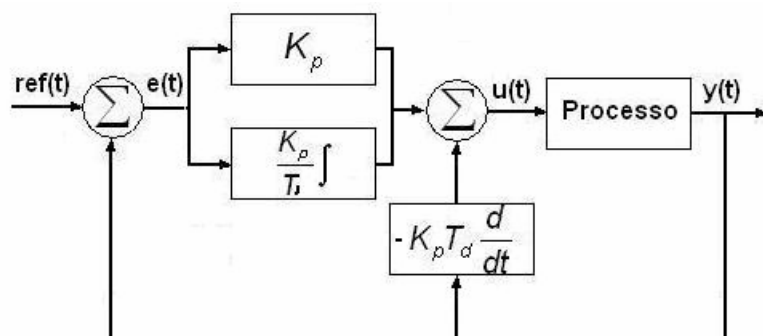 ref(t)
Σ
e(t)
K_p
K_p
T_i
∫
Σ
u(t)
Processo
y(t)
- K_p T_d d
dt